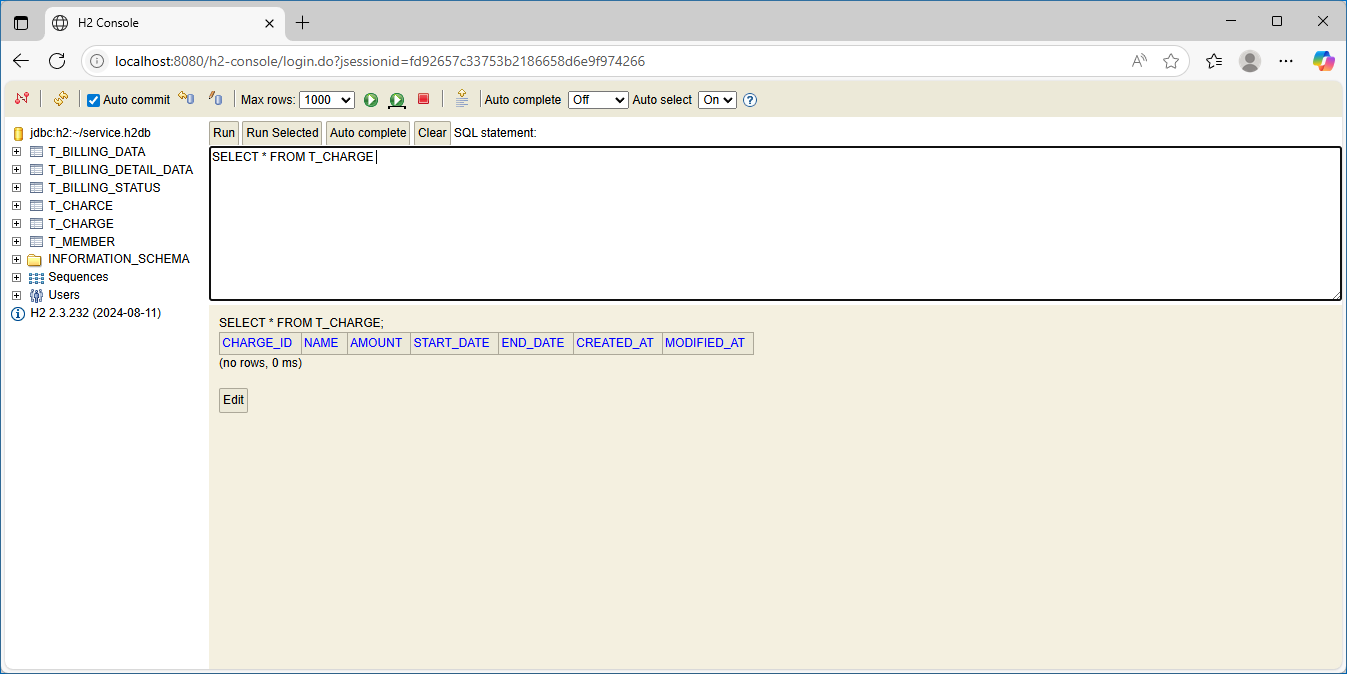 H2 Console
localhost:8080/h2-console/login.do?jsessionid=fd92657c33753b2186658d6e9f974266
Auto commit Max rows: 1000 Auto complete Off Auto select On
jdbc:h2:~/service.h2db
T_BILLING_DATA
T_BILLING_DETAIL_DATA
T_BILLING_STATUS
T_CHARCE
T_CHARGE
T_MEMBER
INFORMATION_SCHEMA
Sequences
Users
H2 2.3.232 (2024-08-11)
Run Run Selected Auto complete Clear SQL statement:
SELECT * FROM T_CHARGE
SELECT * FROM T_CHARGE;
CHARGE_ID NAME AMOUNT START_DATE END_DATE CREATED_AT MODIFIED_AT
(no rows, 0 ms)
Edit